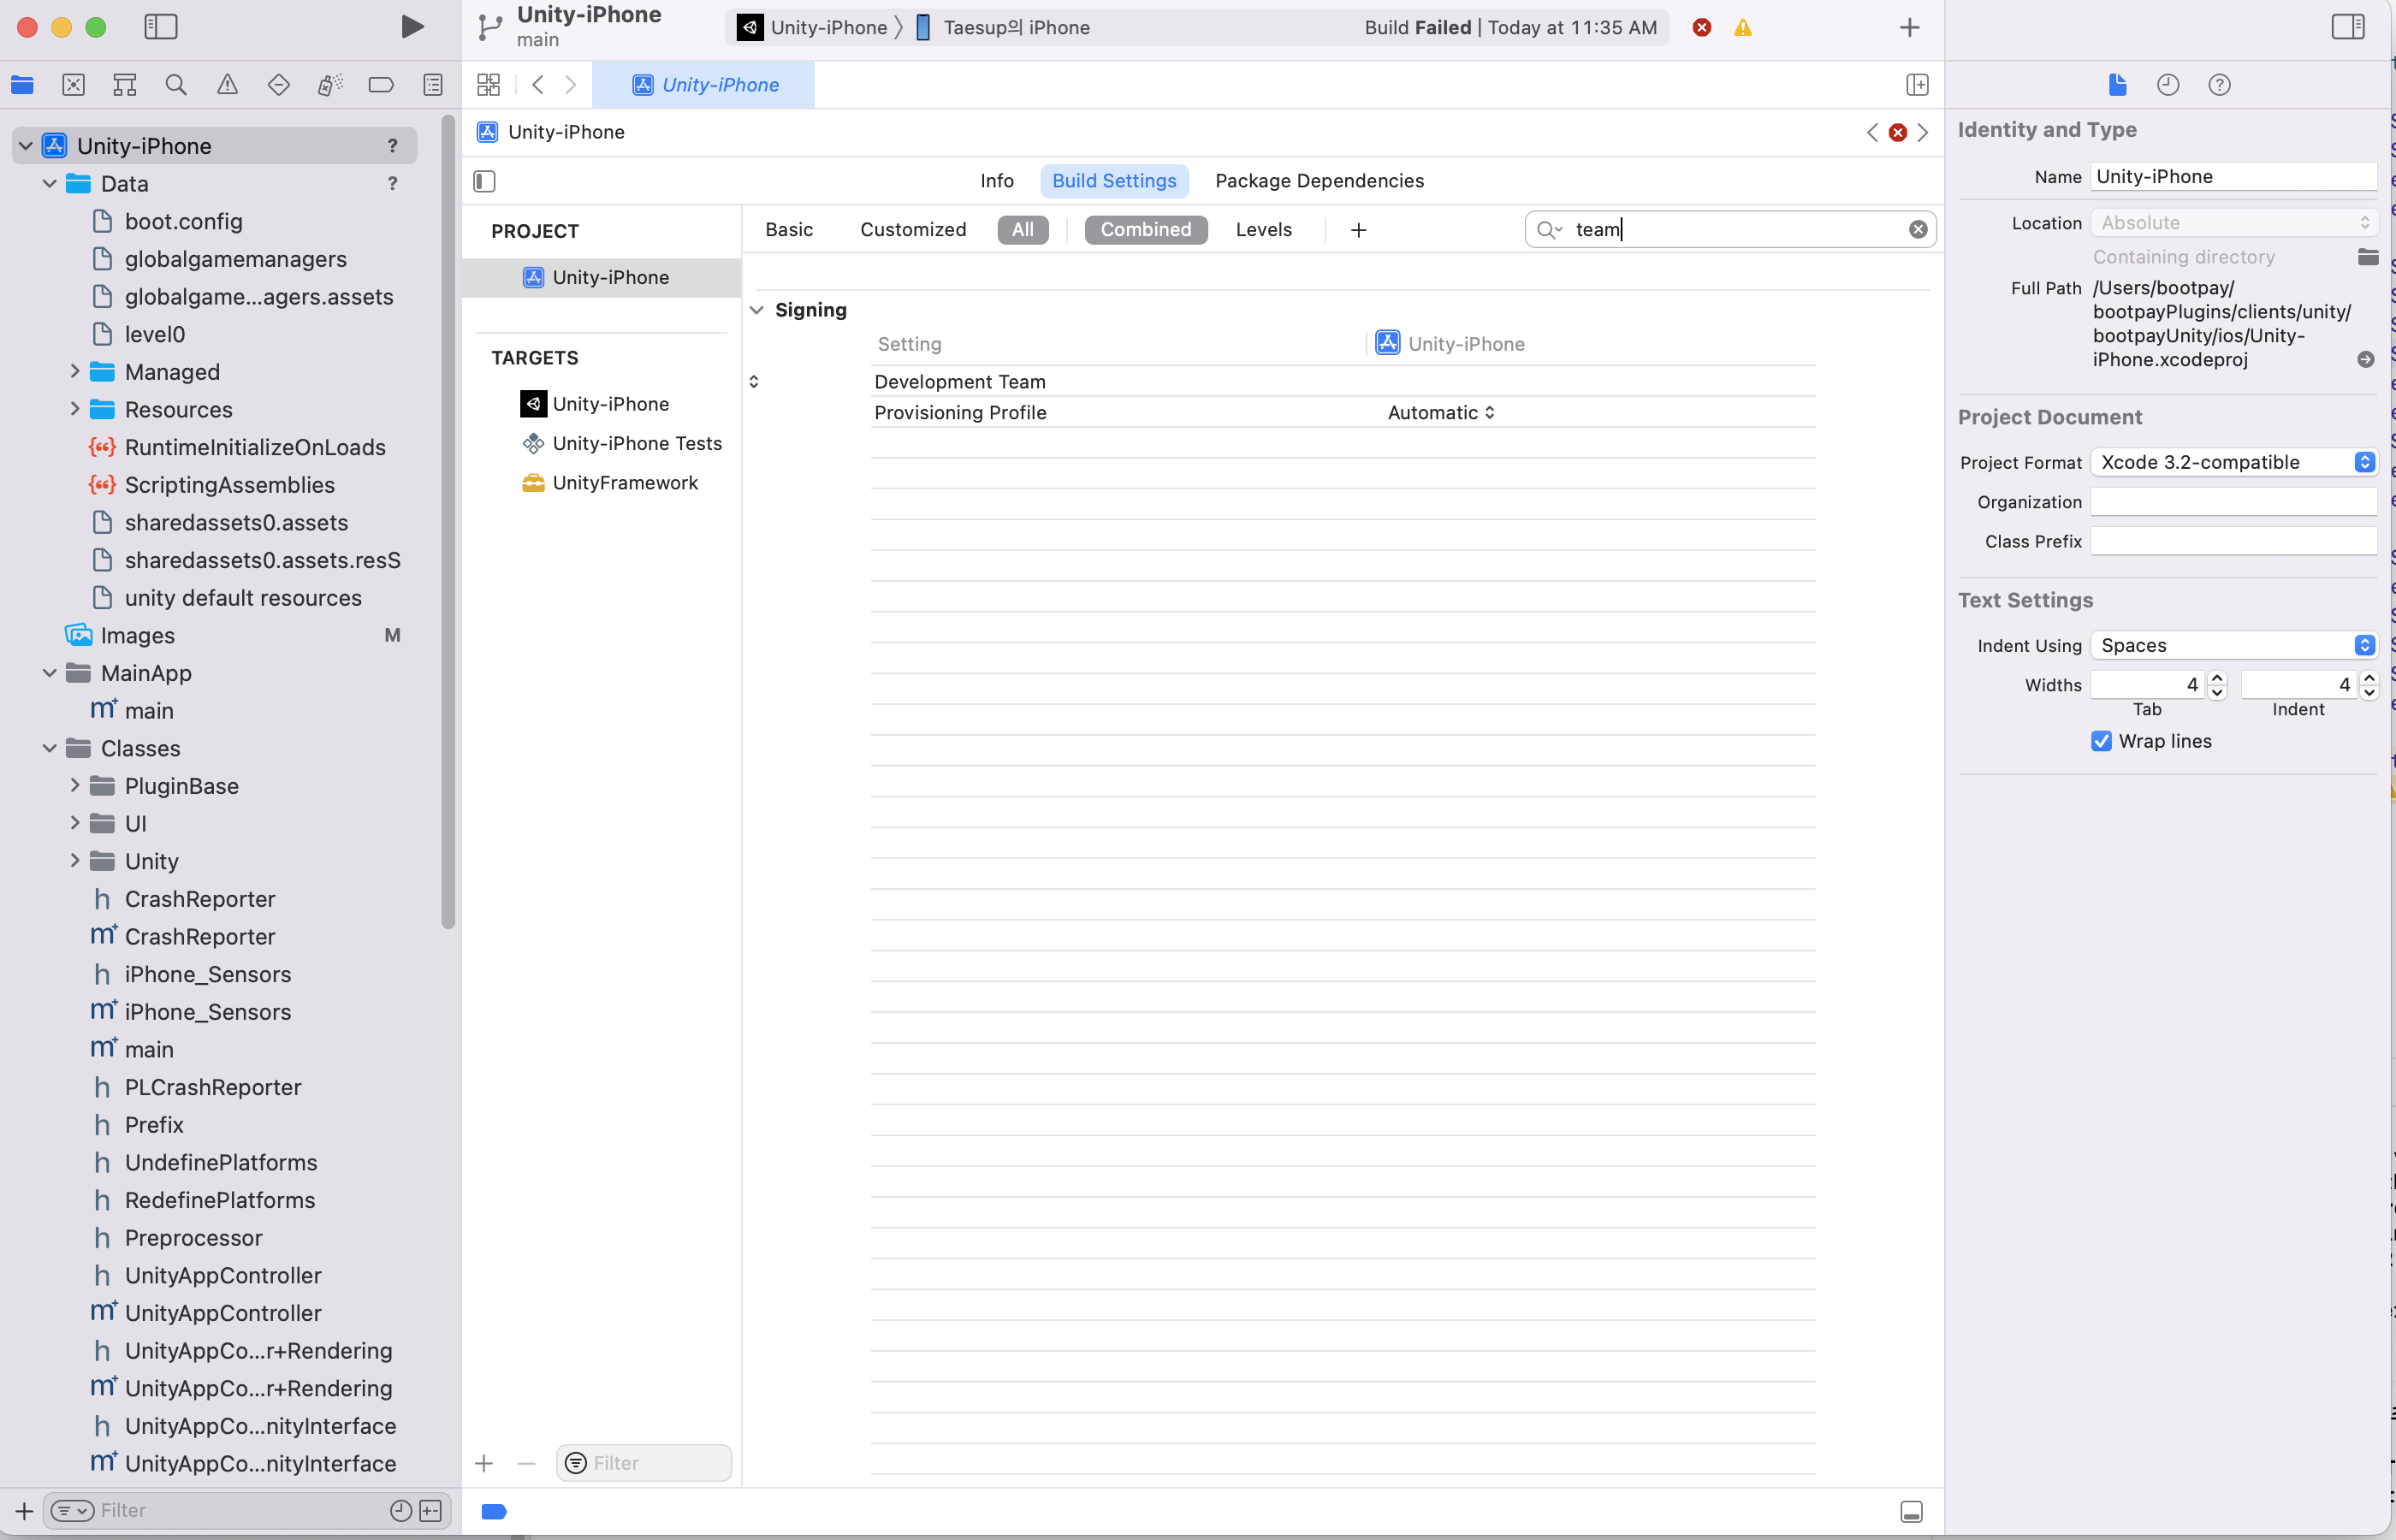 Unity-iPhone
main
Unity-iPhone
Taesup의 iPhone
Build Failed | Today at 11:35 AM
Unity-iPhone
Unity-iPhone ?
Data ?
boot.config
globalgamemanagers
globalgame...agers.assets
level0
Managed
Resources
RuntimeInitializeOnLoads
ScriptingAssemblies
sharedassets0.assets
sharedassets0.assets.resS
unity default resources
Images M
MainApp
main
Classes
PluginBase
UI
Unity
CrashReporter
CrashReporter
iPhone_Sensors
iPhone_Sensors
main
PLCrashReporter
Prefix
UndefinePlatforms
RedefinePlatforms
Preprocessor
UnityAppController
UnityAppController
UnityAppCo...r+Rendering
UnityAppCo...r+Rendering
UnityAppCo...nityInterface
UnityAppCo...nityInterface
Filter
Unity-iPhone
Info Build Settings Package Dependencies
PROJECT
Unity-iPhone
TARGETS
Unity-iPhone
Unity-iPhone Tests
UnityFramework
Filter
Basic Customized All Combined Levels
team
Signing
Setting Unity-iPhone
Development Team
Provisioning Profile Automatic
Identity and Type
Name Unity-iPhone
Location Absolute
Containing directory
Full Path /Users/bootpay/
bootpayPlugins/clients/unity/
bootpayUnity/ios/Unity-
iPhone.xcodeproj
Project Document
Project Format Xcode 3.2-compatible
Organization
Class Prefix
Text Settings
Indent Using Spaces
Widths 4 4
Tab Indent
Wrap lines